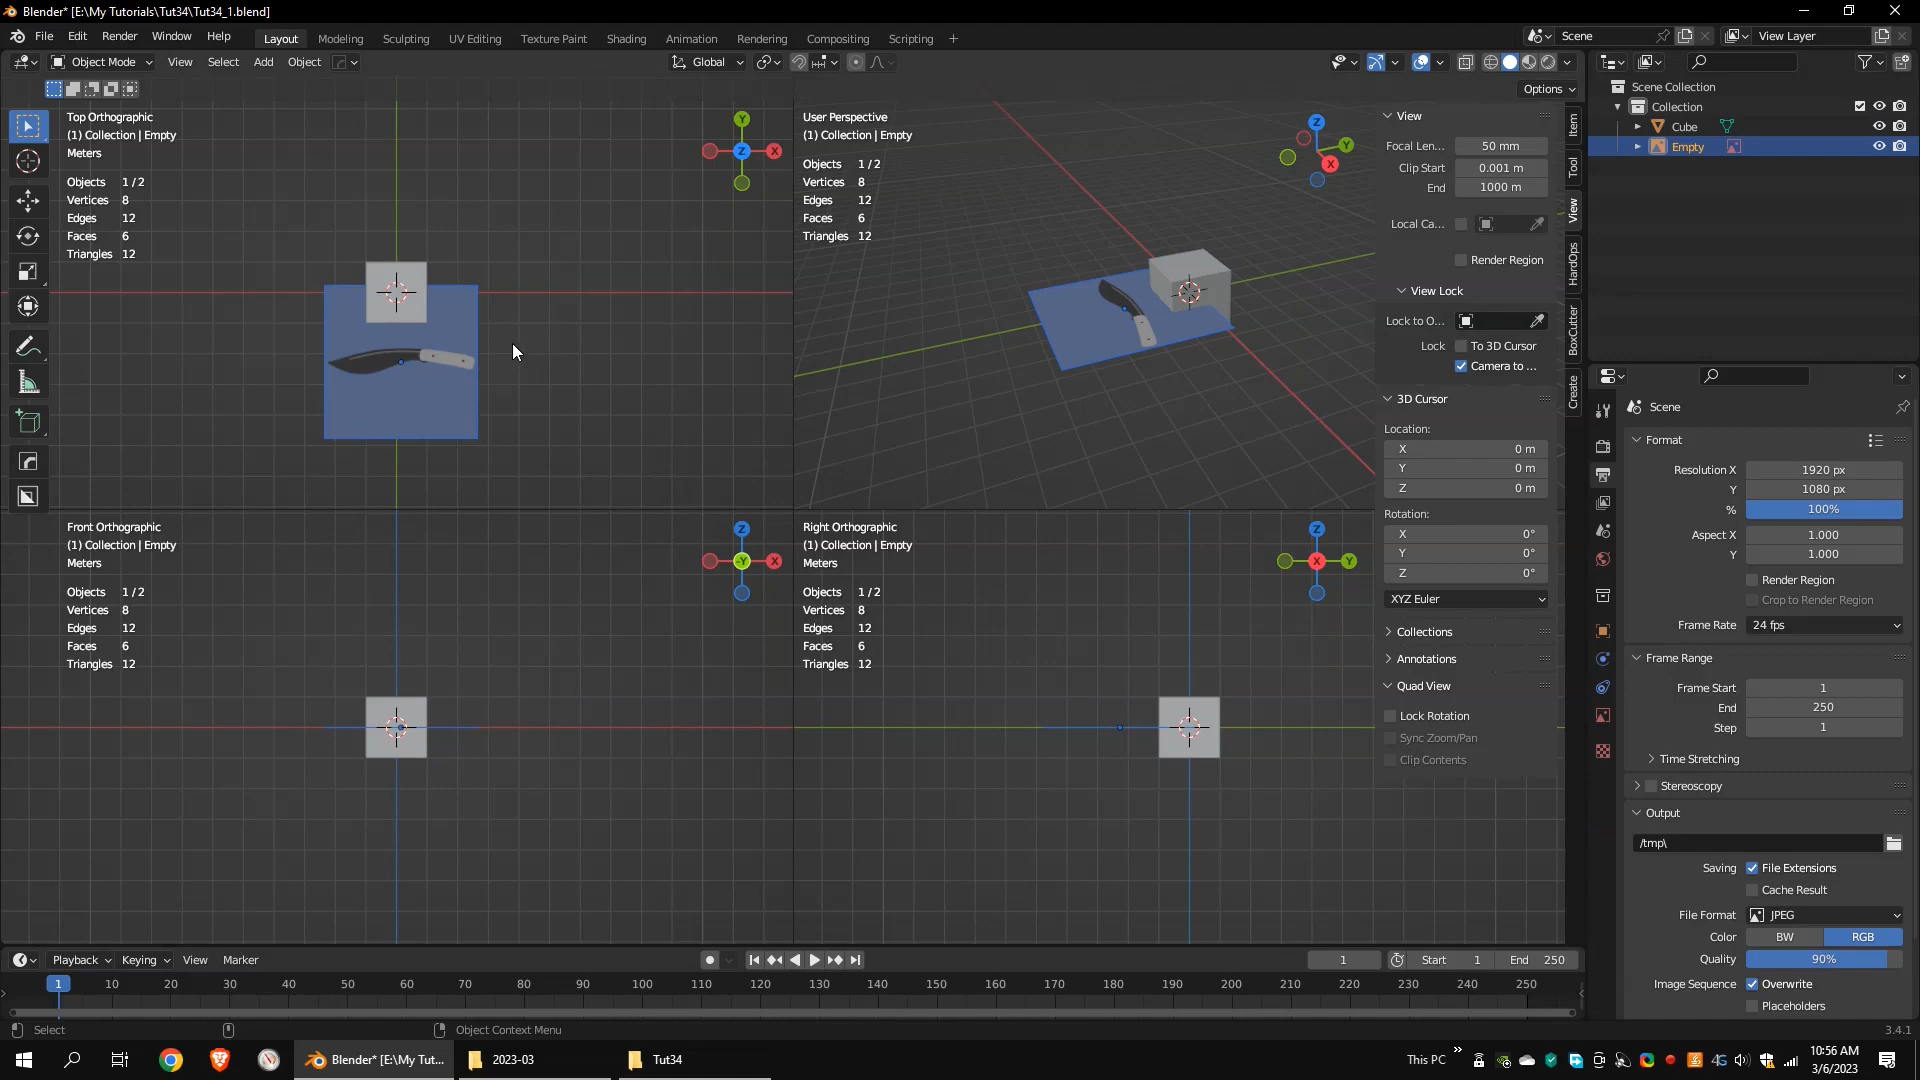 Blender* [E:\My Tutorials\Tut34\Tut34_1.blend]
File Edit Render Window Help Layout Modeling Sculpting UV Editing Texture Paint Shading Animation Rendering Compositing Scripting + Scene View Layer
Object Mode View Select Add Object Global
Options
Top Orthographic
(1) Collection | Empty
Meters
Objects 1 / 2
Vertices 8
Edges 12
Faces 6
Triangles 12
Y
X
Z
User Perspective
(1) Collection | Empty
Objects 1 / 2
Vertices 8
Edges 12
Faces 6
Triangles 12
Z
Y
X
View
Focal Len... 50 mm
Clip Start 0.001 m
End 1000 m
Local Ca...
Render Region
View Lock
Lock to O...
Lock To 3D Cursor
Camera to ...
3D Cursor
Location:
X 0 m
Y 0 m
Z 0 m
Rotation:
X 0°
Y 0°
Z 0°
XYZ Euler
Collections
Annotations
Quad View
Lock Rotation
Sync Zoom/Pan
Clip Contents
Item
Tool
View
HardOps
BoxCutter
Create
Front Orthographic
(1) Collection | Empty
Meters
Objects 1 / 2
Vertices 8
Edges 12
Faces 6
Triangles 12
Z
-Y
X
Right Orthographic
(1) Collection | Empty
Meters
Objects 1 / 2
Vertices 8
Edges 12
Faces 6
Triangles 12
Z
X
Y
Scene Collection
Collection
Cube
Empty
Scene
Format
Resolution X 1920 px
Y 1080 px
% 100%
Aspect X 1.000
Y 1.000
Render Region
Crop to Render Region
Frame Rate 24 fps
Frame Range
Frame Start 1
End 250
Step 1
Time Stretching
Stereoscopy
Output
/tmp\
Saving File Extensions
Cache Result
File Format JPEG
Color BW RGB
Quality 90%
Image Sequence Overwrite
Placeholders
Playback Keying View Marker 1 Start 1 End 250
1 10 20 30 40 50 60 70 80 90 100 110 120 130 140 150 160 170 180 190 200 210 220 230 240 250
Select Object Context Menu 3.4.1
Blender* [E:\My Tut... 2023-03 Tut34 This PC » 4G 10:56 AM
3/6/2023